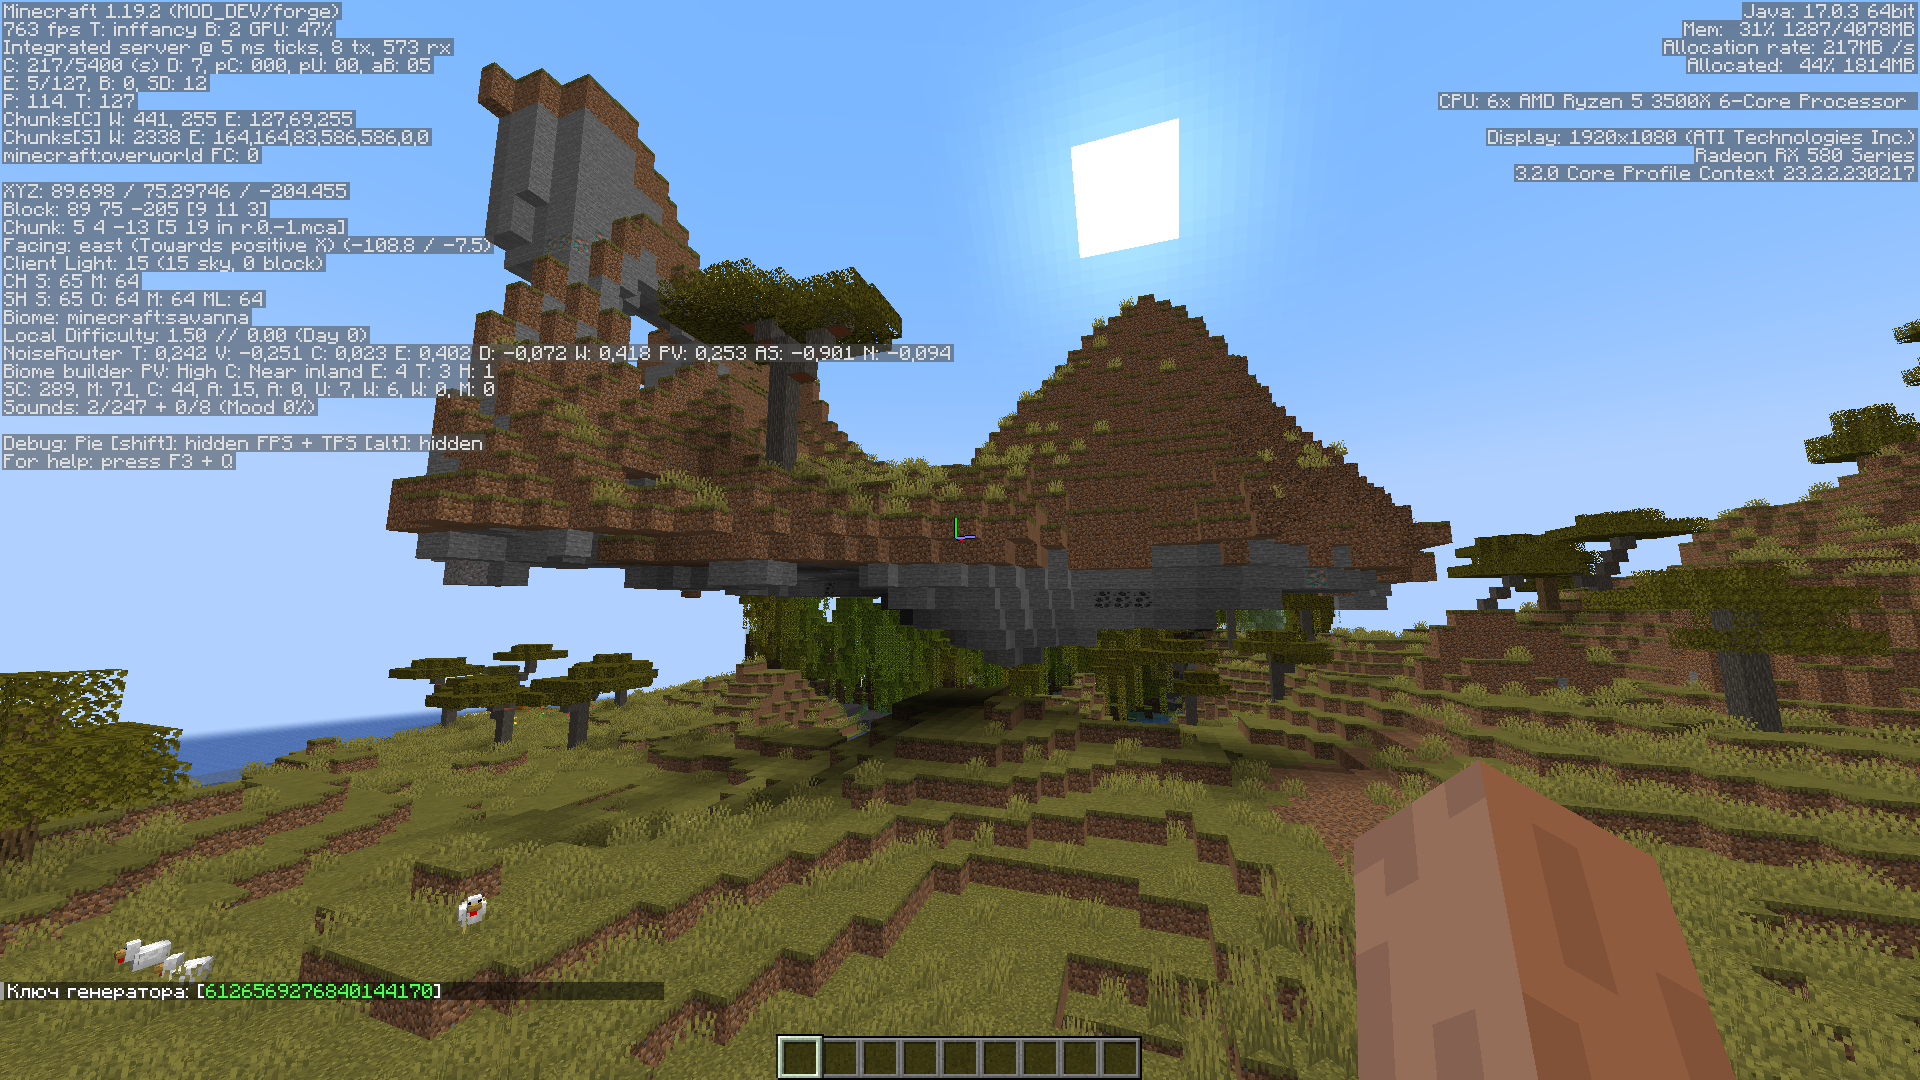 Minecraft 1.19.2 (MOD_DEV/forge)
763 fps T: inffancy B: 2 GPU: 47%
Integrated server @ 5 ms ticks, 8 tx, 573 rx
C: 217/5400 (s) D: 7, pC: 000, pU: 00, aB: 05
E: 5/127, B: 0, SD: 12
P: 114. T: 127
Chunks[C] W: 441, 255 E: 127,69,255
Chunks[S] W: 2338 E: 164,164,83,586,586,0,0
minecraft:overworld FC: 0
XYZ: 89.698 / 75.29746 / -204.455
Block: 89 75 -205 [9 11 3]
Chunk: 5 4 -13 [5 19 in r.0.-1.mca]
Facing: east (Towards positive X) (-108.8 / -7.5)
Client Light: 15 (15 sky, 0 block)
CH S: 65 M: 64
SH S: 65 O: 64 M: 64 ML: 64
Biome: minecraft:savanna
Local Difficulty: 1.50 // 0.00 (Day 0)
NoiseRouter T: 0,242 V: -0,251 C: 0,023 E: 0,402 D: -0,072 W: 0,418 PV: 0,253 AS: -0,901 N: -0,094
Biome builder PV: High C: Near inland E: 4 T: 3 H: 1
SC: 289, M: 71, C: 44, A: 15, A: 0, U: 7, W: 6, W: 0, M: 0
Sounds: 2/247 + 0/8 (Mood 0%)
Debug: Pie [shift]: hidden FPS + TPS [alt]: hidden
For help: press F3 + Q
Java: 17.0.3 64bit
Mem: 31% 1287/4078MB
Allocation rate: 217MB /s
Allocated: 44% 1814MB
CPU: 6x AMD Ryzen 5 3500X 6-Core Processor
Display: 1920x1080 (ATI Technologies Inc.)
Radeon RX 580 Series
3.2.0 Core Profile Context 23.2.2.230217
Ключ генератора: [6126569276840144170]